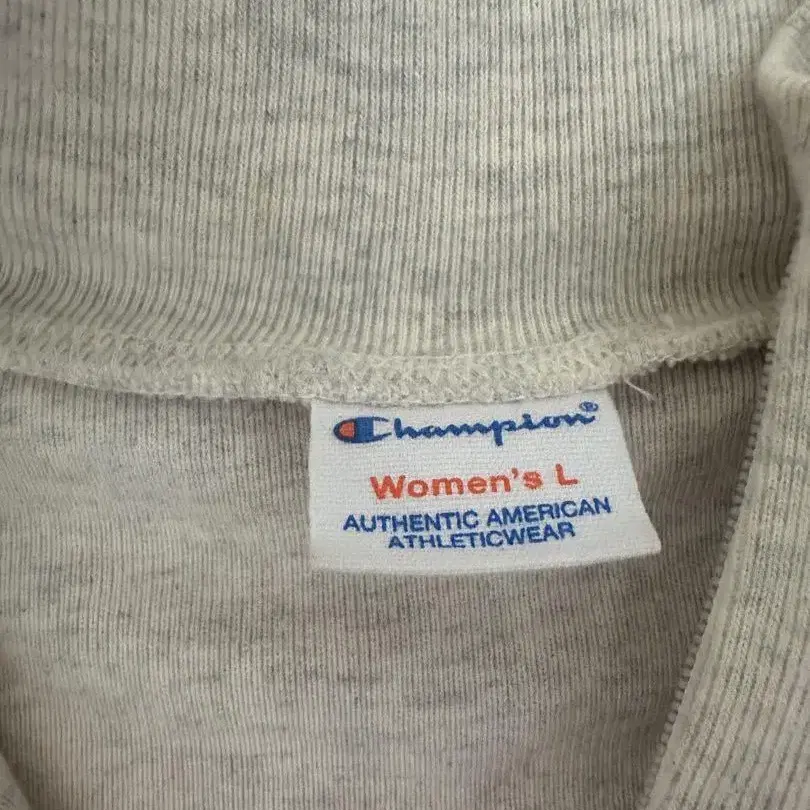 Champion®
Women's L
AUTHENTIC AMERICAN
ATHLETICWEAR